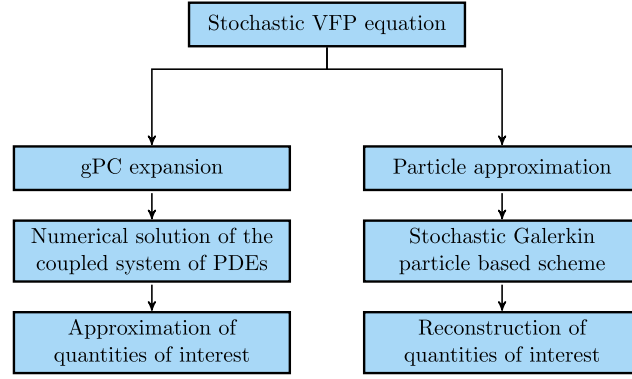 Stochastic VFP equation
gPC expansion
Particle approximation
Numerical solution of the
coupled system of PDEs
Stochastic Galerkin
particle based scheme
Approximation of
quantities of interest
Reconstruction of
quantities of interest